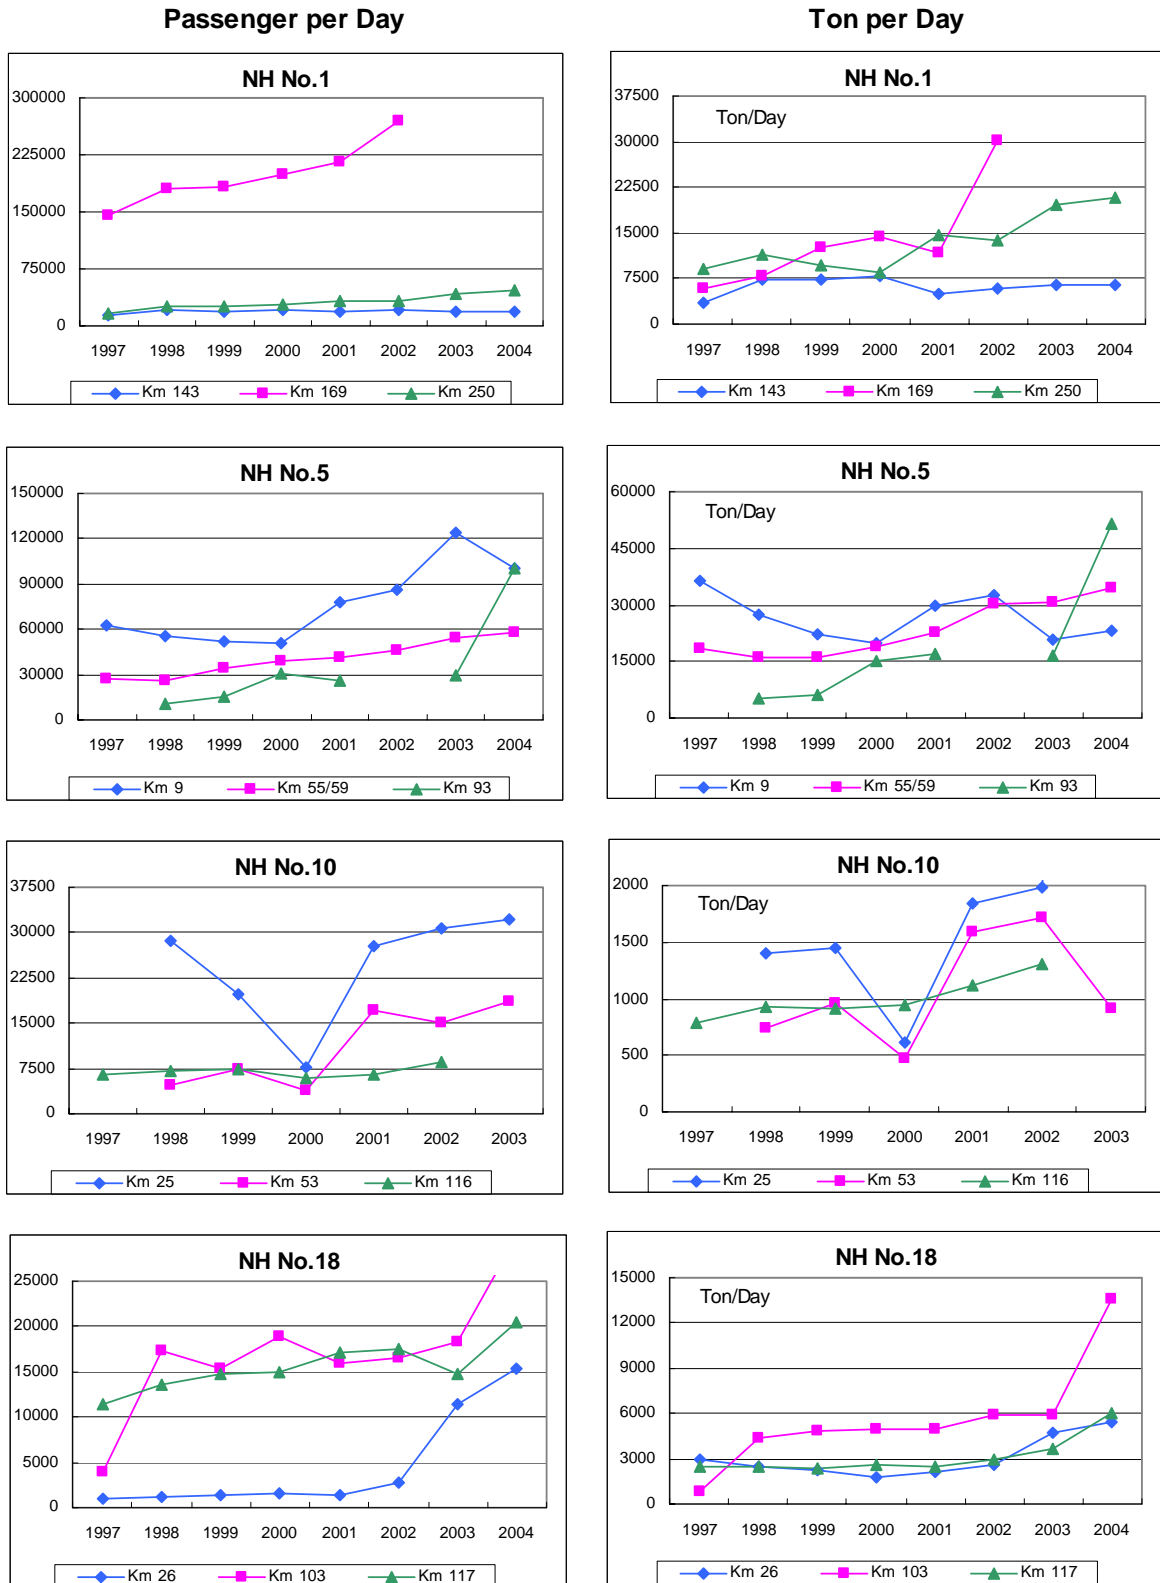 Passenger per Day
Ton per Day
NH No.1
300000
225000
150000
75000
0
1997 1998 1999 2000 2001 2002 2003 2004
Km 143 Km 169 Km 250
NH No.1
Ton/Day
37500
30000
22500
15000
7500
0
1997 1998 1999 2000 2001 2002 2003 2004
Km 143 Km 169 Km 250
NH No.5
150000
120000
90000
60000
30000
0
1997 1998 1999 2000 2001 2002 2003 2004
Km 9 Km 55/59 Km 93
NH No.5
Ton/Day
60000
45000
30000
15000
0
1997 1998 1999 2000 2001 2002 2003 2004
Km 9 Km 55/59 Km 93
NH No.10
37500
30000
22500
15000
7500
0
1997 1998 1999 2000 2001 2002 2003
Km 25 Km 53 Km 116
NH No.10
Ton/Day
2000
1500
1000
500
0
1997 1998 1999 2000 2001 2002 2003
Km 25 Km 53 Km 116
NH No.18
25000
20000
15000
10000
5000
0
1997 1998 1999 2000 2001 2002 2003 2004
Km 26 Km 103 Km 117
NH No.18
Ton/Day
15000
12000
9000
6000
3000
0
1997 1998 1999 2000 2001 2002 2003 2004
Km 26 Km 103 Km 117